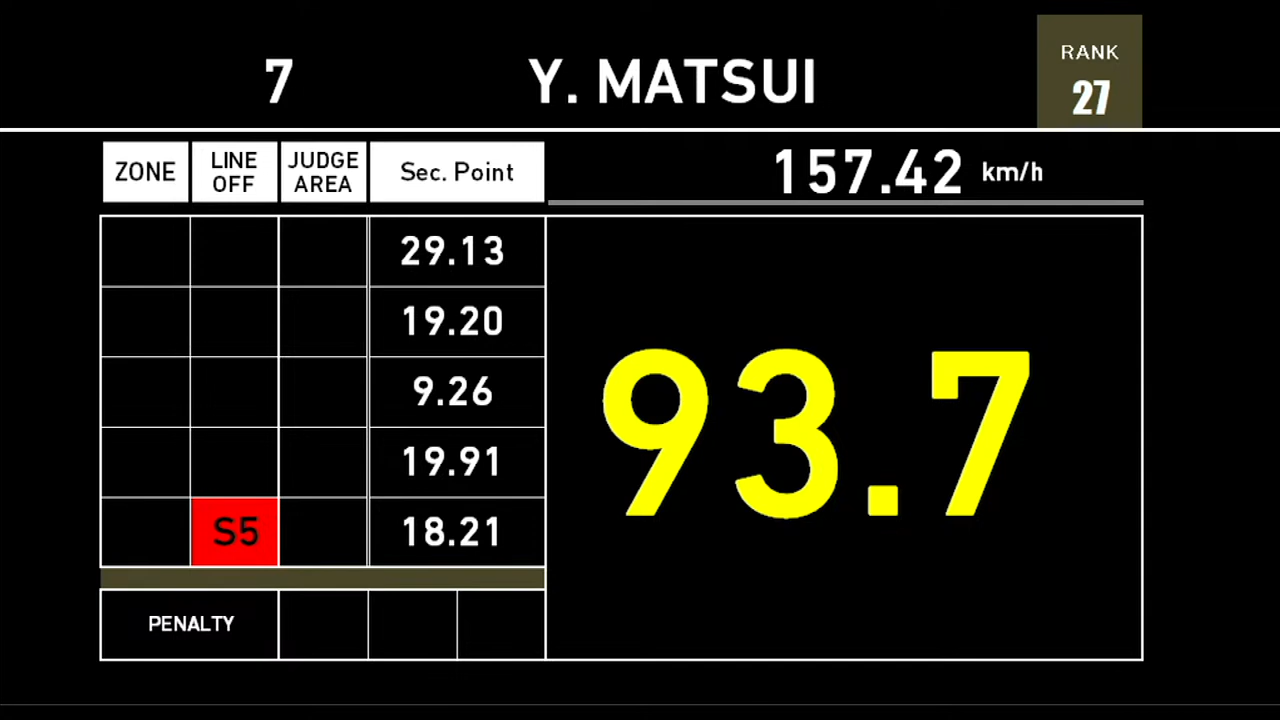 7 Y. MATSUI
RANK
27
ZONE
LINE
OFF
JUDGE
AREA
Sec. Point
157.42 km/h
29.13
19.20
9.26
19.91
S5 18.21
93.7
PENALTY